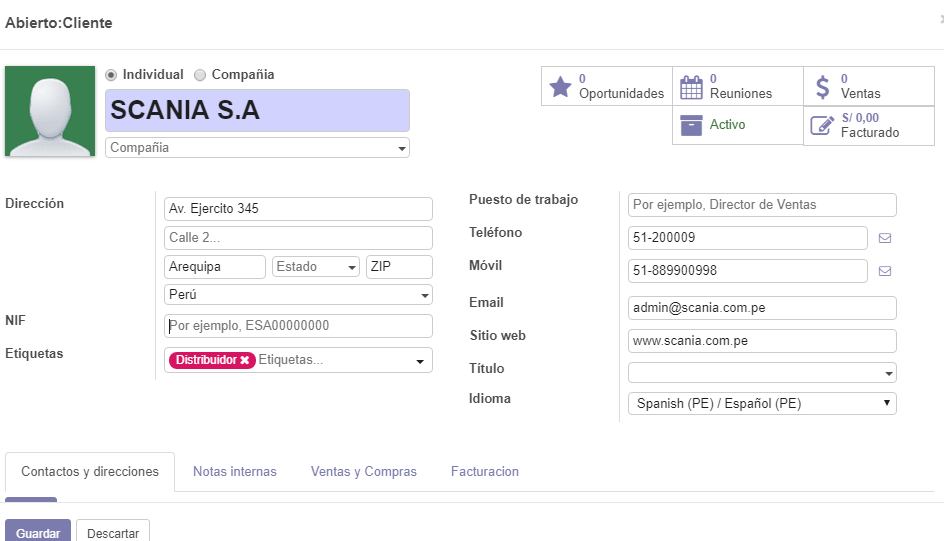 Abierto:Cliente
Individual Compañia
SCANIA S.A
Compañia
0
Oportunidades
0
Reuniones
0
Ventas
Activo
S/ 0,00
Facturado
Dirección
Av. Ejercito 345
Calle 2...
Arequipa Estado ZIP
Perú
NIF Por ejemplo, ESA00000000
Etiquetas Distribuidor ✖ Etiquetas...
Puesto de trabajo Por ejemplo, Director de Ventas
Teléfono 51-200009
Móvil 51-889900998
Email admin@scania.com.pe
Sitio web www.scania.com.pe
Título
Idioma Spanish (PE) / Español (PE)
Contactos y direcciones Notas internas Ventas y Compras Facturacion
Guardar Descartar